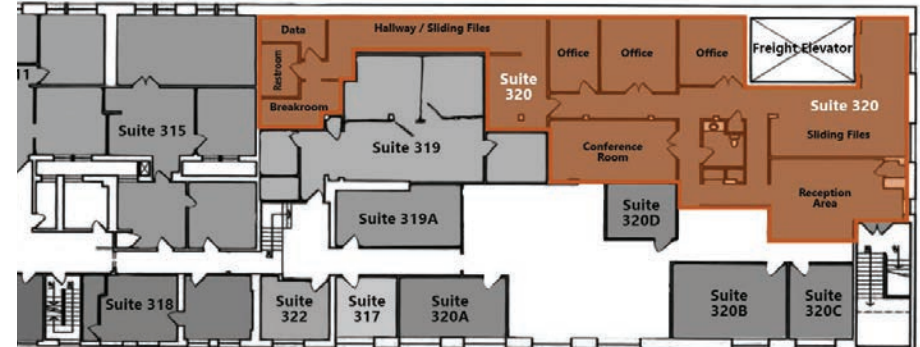 Data
Hallway / Sliding Files
Office
Office
Office
Freight Elevator
Restroom
11
Suite
320
Suite 320
Breakroom
Suite 315
Suite 319
Conference
Room
Sliding Files
Reception
Area
Suite 319A
Suite
320D
Suite 318
Suite
322
Suite
317
Suite
320A
Suite
320B
Suite
320C